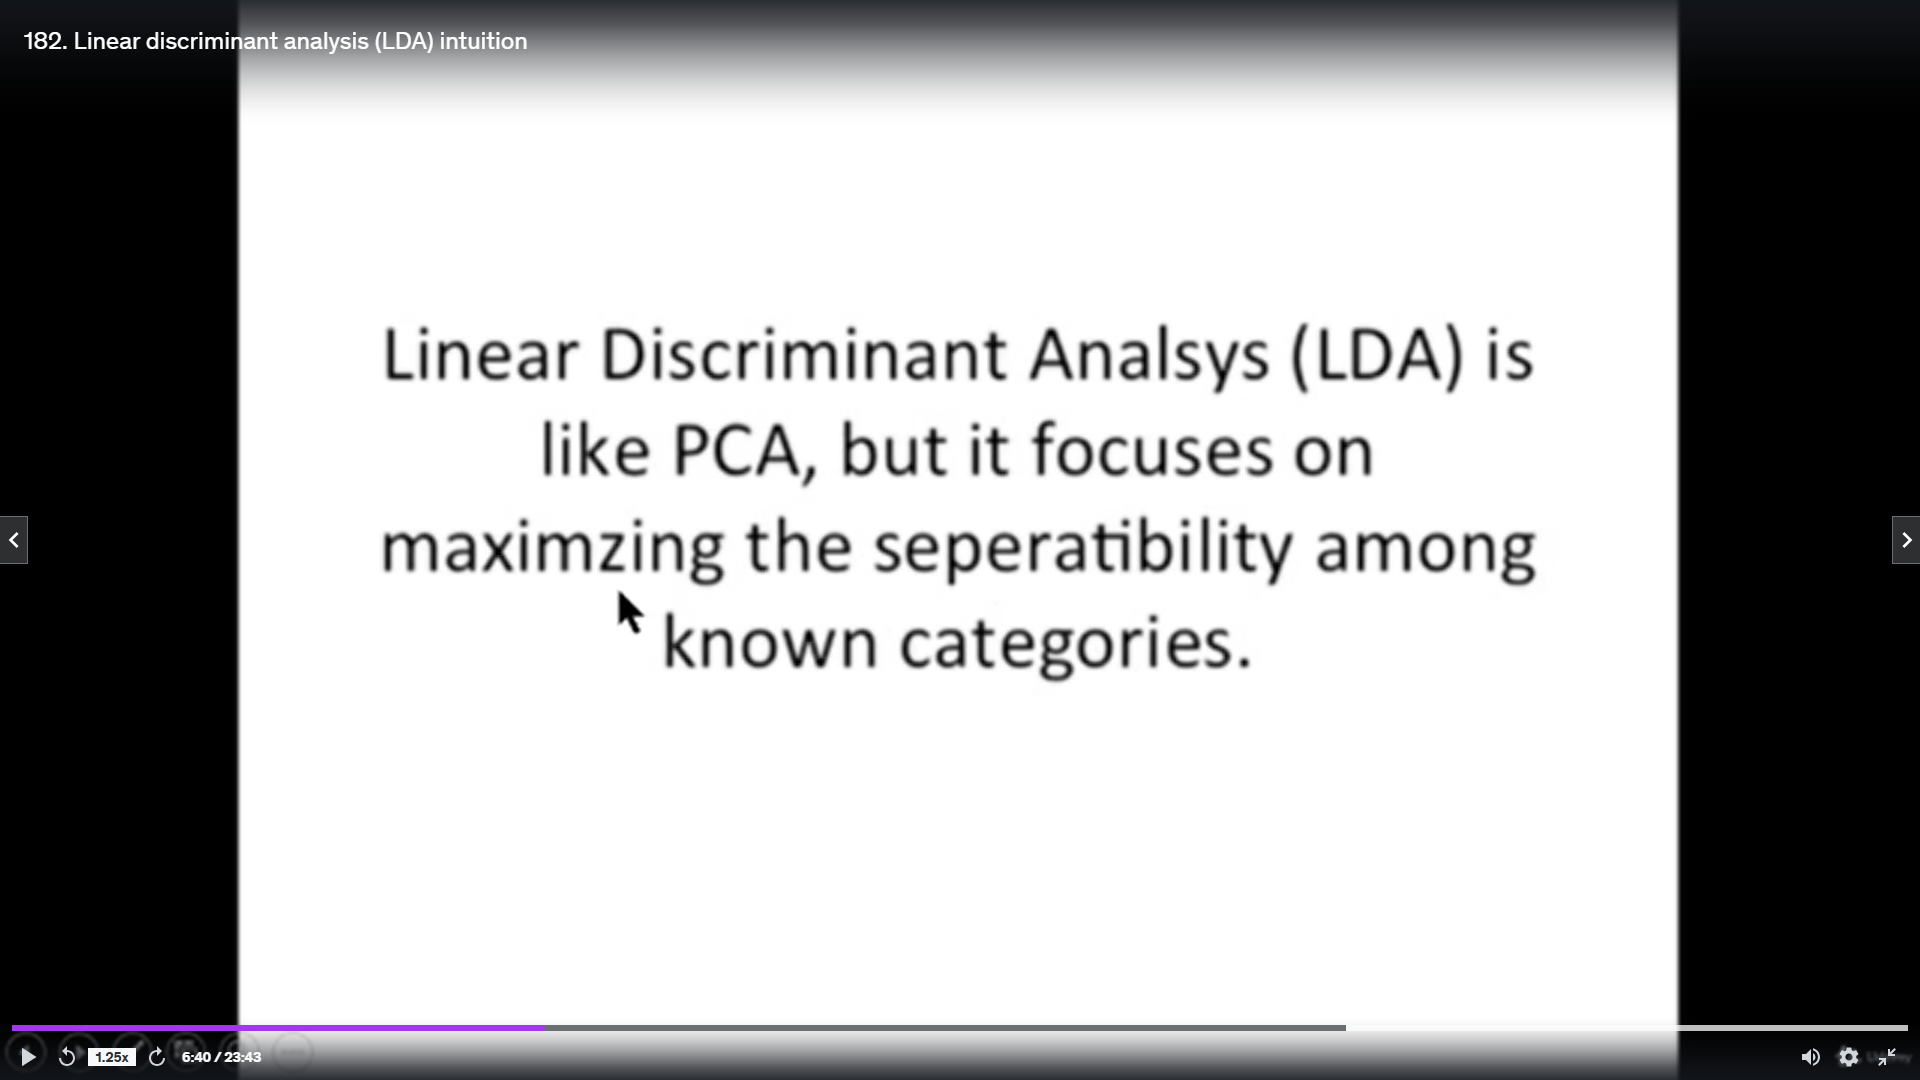 182. Linear discriminant analysis (LDA) intuition
Linear Discriminant Analsys (LDA) is
like PCA, but it focuses on
maximzing the seperatibility among
known categories.
1.25x
6:40 / 23:43